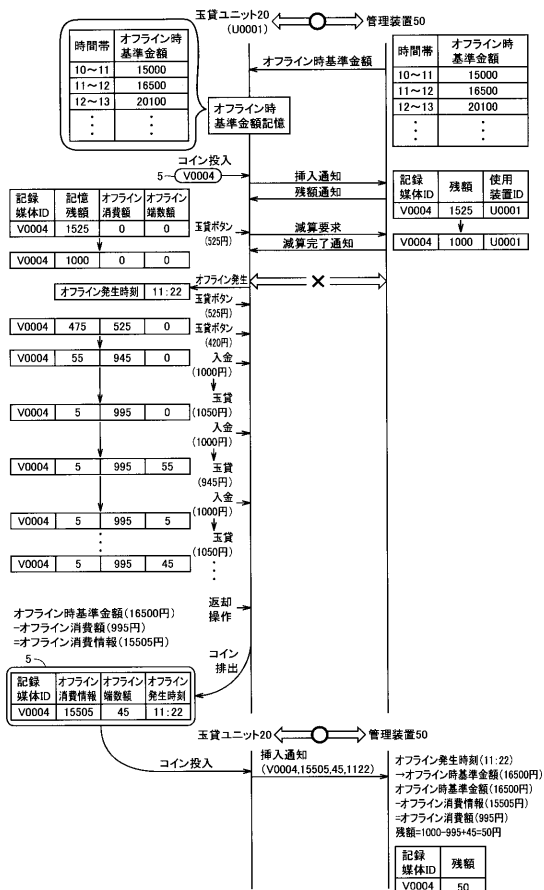 玉貸ユニット20
(U0001)
管理装置50
時間帯 オフライン時基準金額
10～11 15000
11～12 16500
12～13 20100
オフライン時基準金額
オフライン時
基準金額記憶
時間帯 オフライン時基準金額
10～11 15000
11～12 16500
12～13 20100
コイン投入
5
V0004
挿入通知
残額通知
記録媒体ID 残額 使用装置ID
V0004 1525 U0001
V0004 1000 U0001
記録媒体ID 記憶残額 オフライン消費額 オフライン端数額
V0004 1525 0 0
玉貸ボタン
(525円)
減算要求
減算完了通知
V0004 1000 0 0
オフライン発生
×
オフライン発生時刻 11:22
玉貸ボタン
(525円)
V0004 475 525 0
玉貸ボタン
(420円)
V0004 55 945 0
入金
(1000円)
玉貸
(1050円)
V0004 5 995 0
入金
(1000円)
玉貸
(945円)
V0004 5 995 55
入金
(1000円)
玉貸
(1050円)
V0004 5 995 5
V0004 5 995 45
返却
操作
オフライン時基準金額(16500円)
-オフライン消費額(995円)
=オフライン消費情報(15505円)
コイン
排出
5
記録媒体ID オフライン消費情報 オフライン端数額 オフライン発生時刻
V0004 15505 45 11:22
玉貸ユニット20
管理装置50
コイン投入
挿入通知
(V0004,15505,45,1122)
オフライン発生時刻(11:22)
→オフライン時基準金額(16500円)
オフライン時基準金額(16500円)
-オフライン消費情報(15505円)
=オフライン消費額(995円)
残額=1000-995+45=50円
記録媒体ID 残額
V0004 50